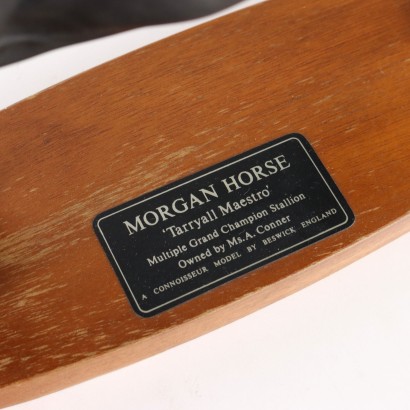 MORGAN HORSE
'Tarryall Maestro'
Multiple Grand Champion Stallion
Owned by Ms. A. Conner
A CONNOISSEUR MODEL BY BESWICK ENGLAND